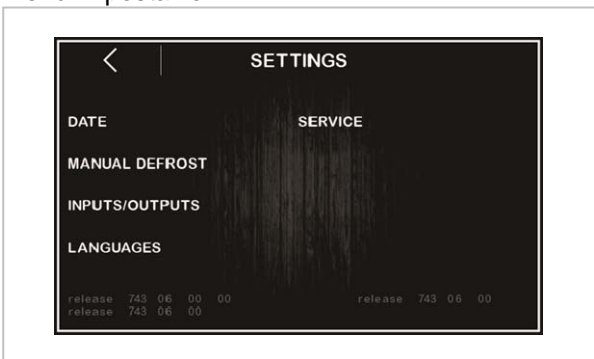 SETTINGS
DATE
SERVICE
MANUAL DEFROST
INPUTS/OUTPUTS
LANGUAGES
release 743 06 00 00
release 743 06 00
release 743 06 00